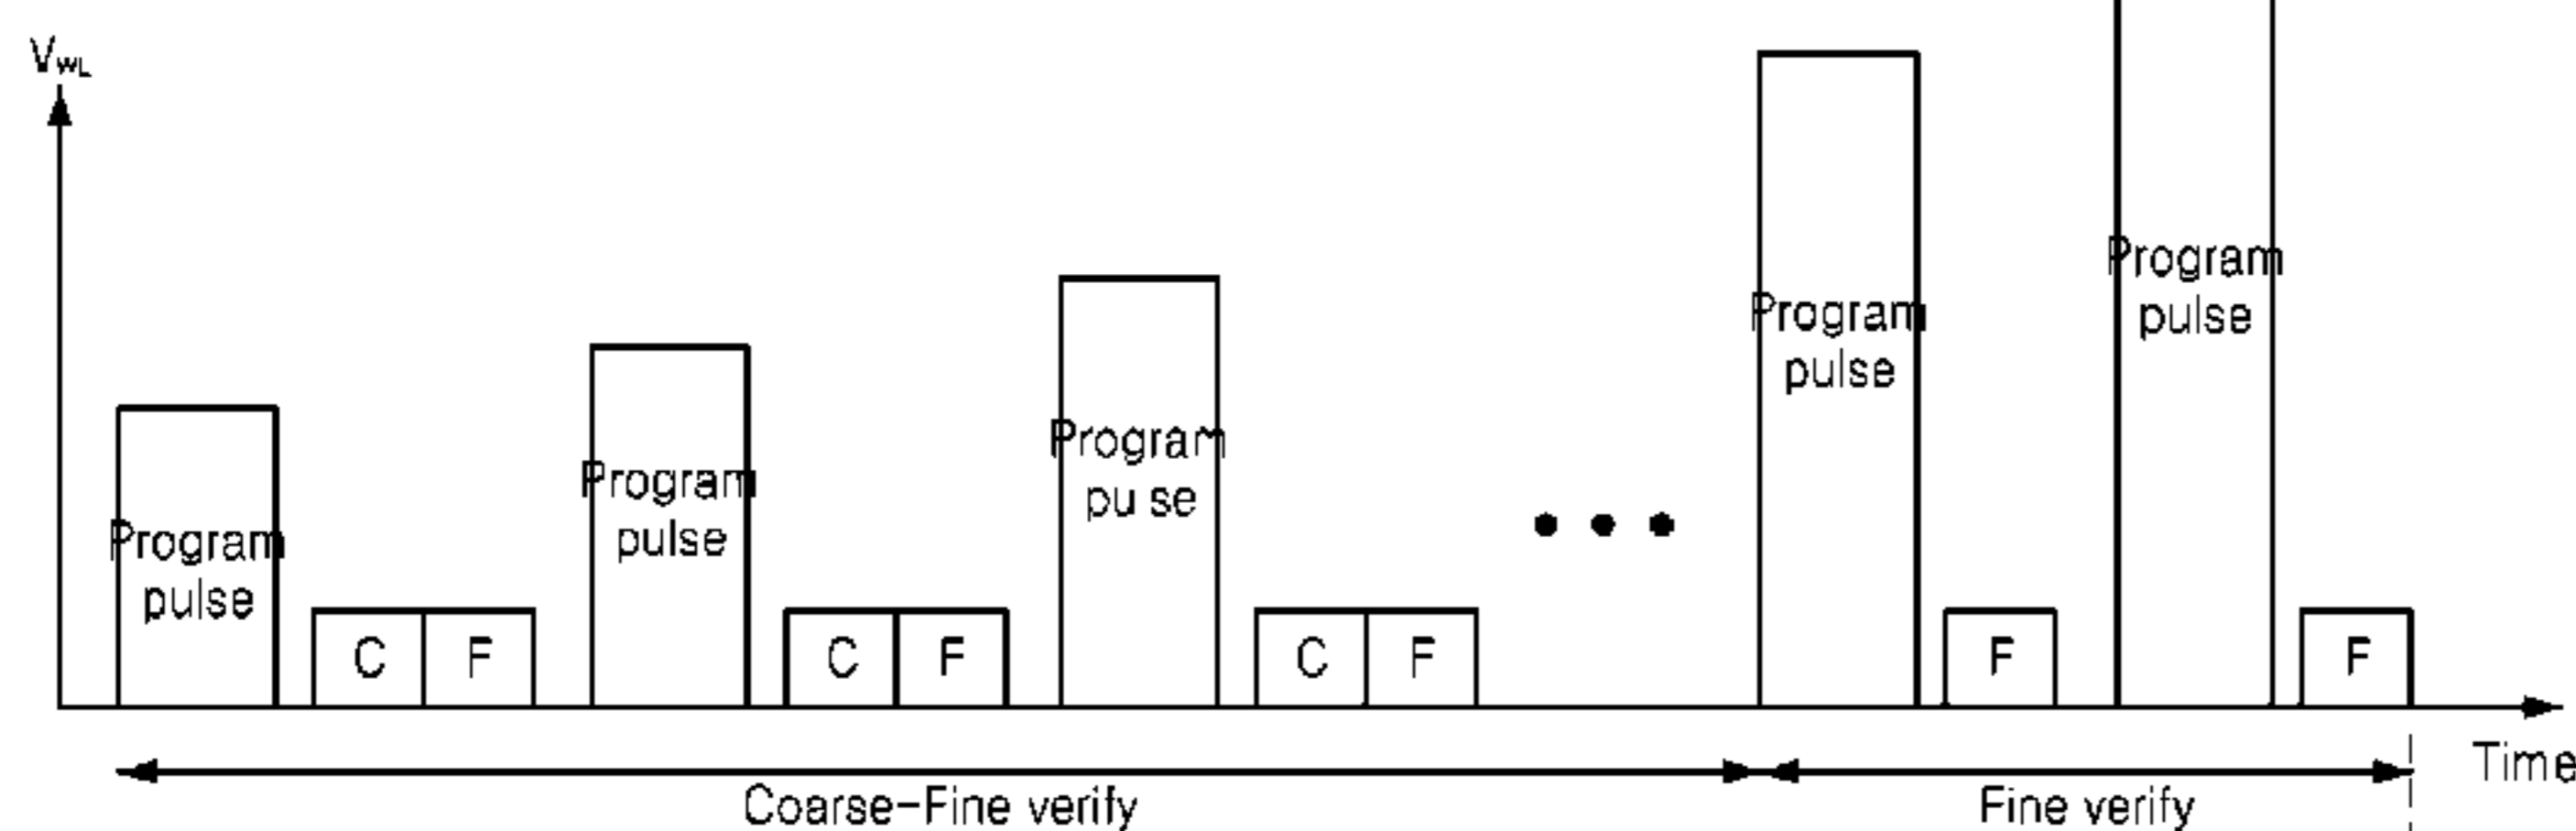 VWL
Program
pulse
C
F
Program
pulse
C
F
Program
pu se
C
F
Program
pulse
F
Program
pulse
F
Time
Coarse-Fine verify
Fine verify